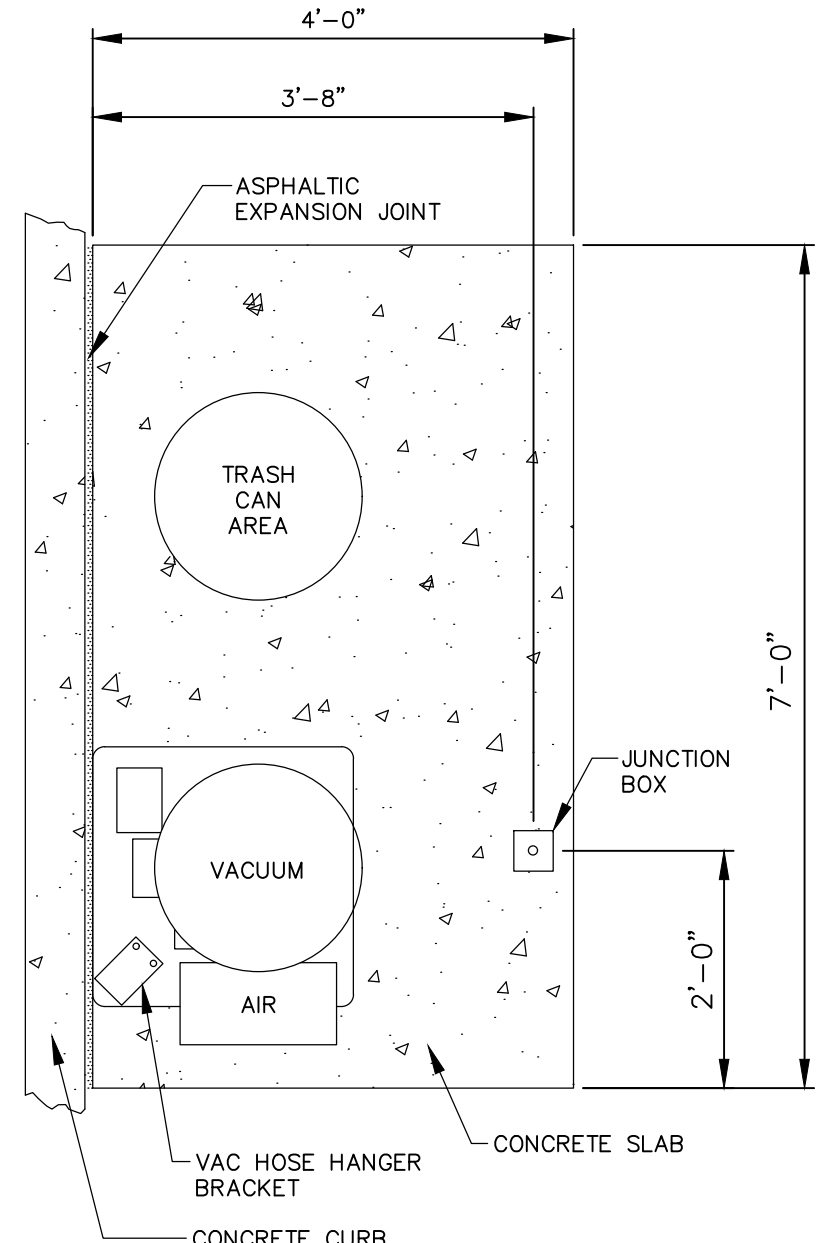 4'-0"
3'-8"
ASPHALTIC
EXPANSION JOINT
TRASH
CAN
AREA
7'-0"
JUNCTION
BOX
VACUUM
2'-0"
AIR
CONCRETE SLAB
VAC HOSE HANGER
BRACKET
CONCRETE CURB